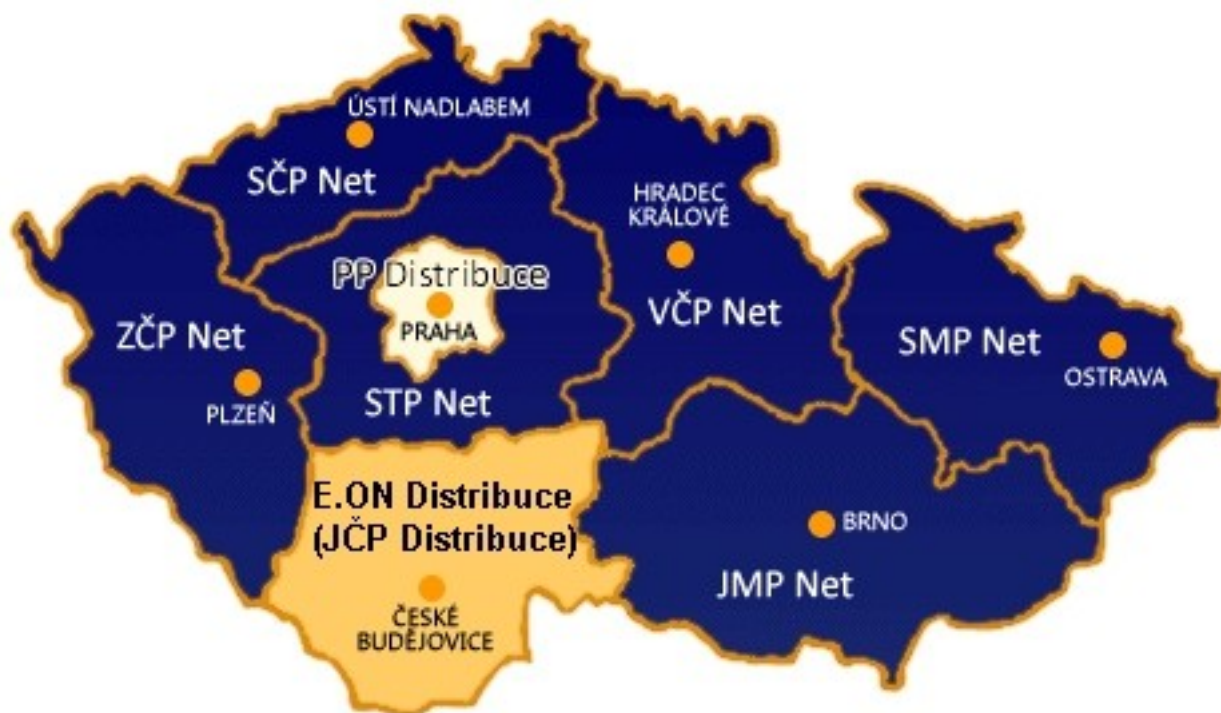 ÚSTÍ NADLABEM
SČP Net
HRADEC
KRÁLOVÉ
PP Distribuce
PRAHA
ZČP Net
PLZEŇ
VČP Net
SMP Net
OSTRAVA
STP Net
E.ON Distribuce
(JČP Distribuce)
BRNO
JMP Net
ČESKÉ
BUDĚJOVICE